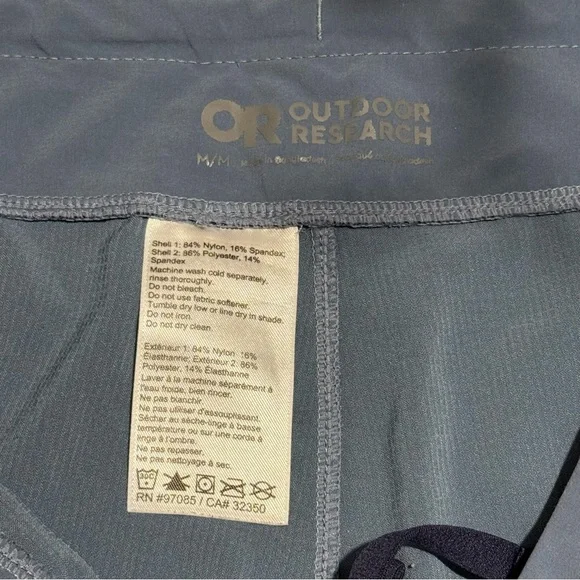 OR OUTDOOR
RESEARCH
M/M
Shell 1: 84% Nylon, 16% Spandex;
Shell 2: 86% Polyester, 14%
Spandex
Machine wash cold separately,
rinse thoroughly.
Do not bleach.
Do not use fabric softener.
Tumble dry low or line dry in shade.
Do not iron.
Do not dry clean.
Extérieur 1: 84% Nylon 16%
Élasthanne; Extérieur 2: 86%
Polyester, 14% Élasthanne
Laver à la machine séparément à
l'eau froide, bien rincer.
Ne pas blanchir.
Ne pas utiliser d'assouplissant.
Sécher au sèche-linge à basse
température ou sur une corde à
linge à l'ombre.
Ne pas repasser.
Ne pas nettoyage à sec.
30C
RN #97085 / CA# 32350